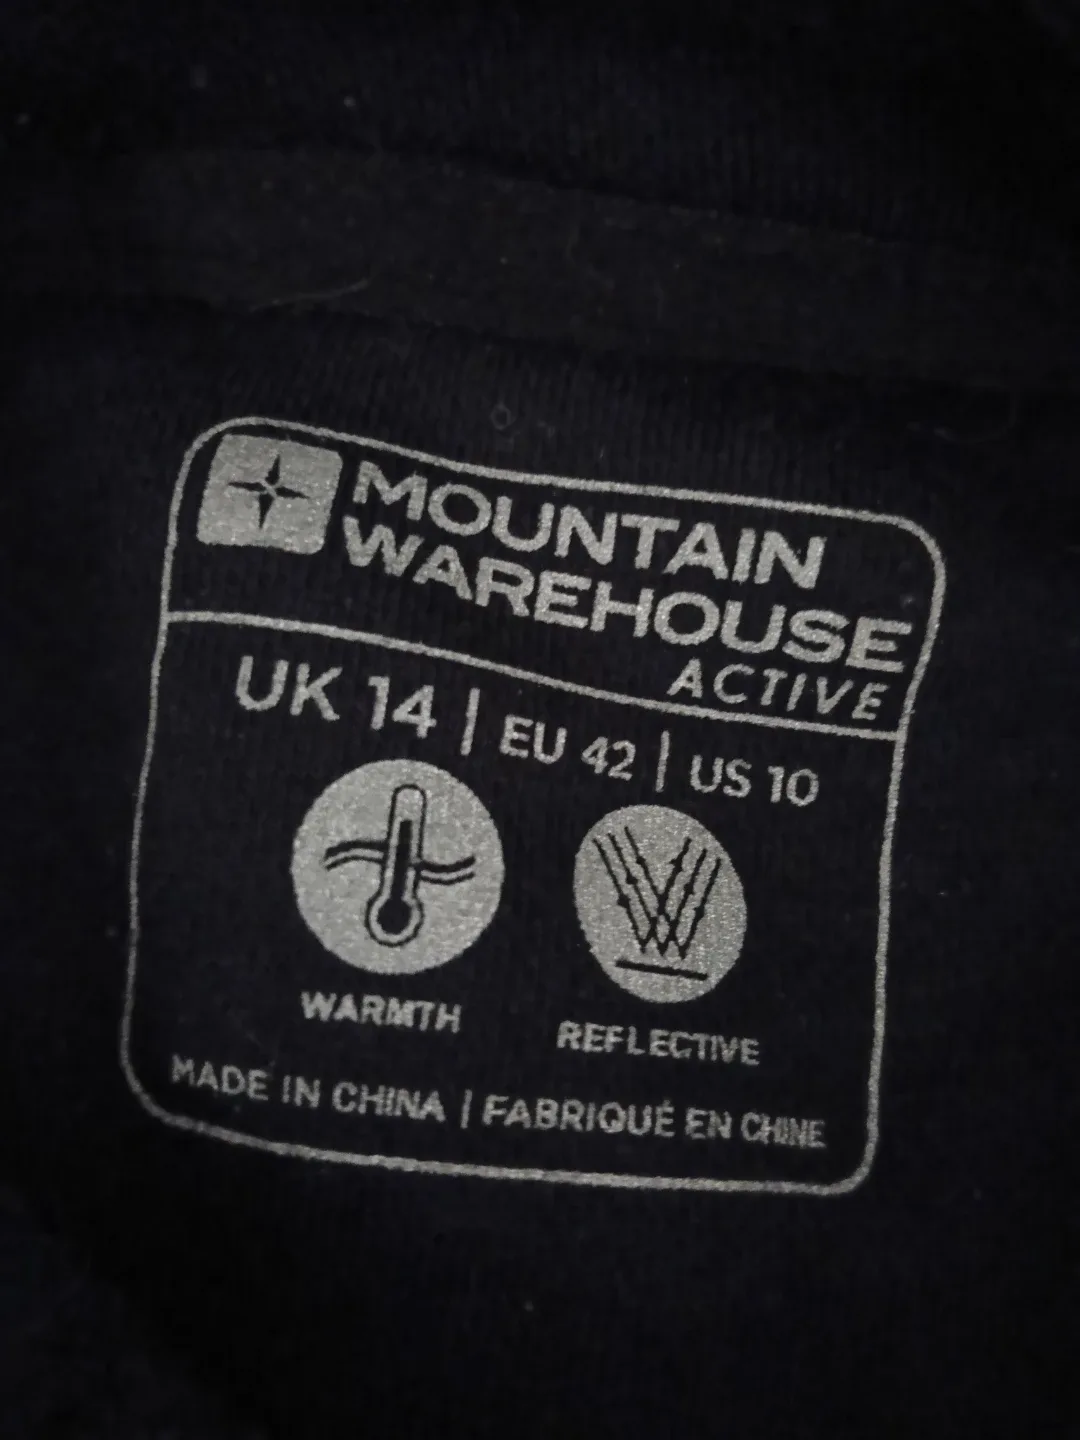 MOUNTAIN
WAREHOUSE
ACTIVE
UK 14 | EU 42 | US 10
WARMTH
REFLECTIVE
MADE IN CHINA | FABRIQUÉ EN CHINE